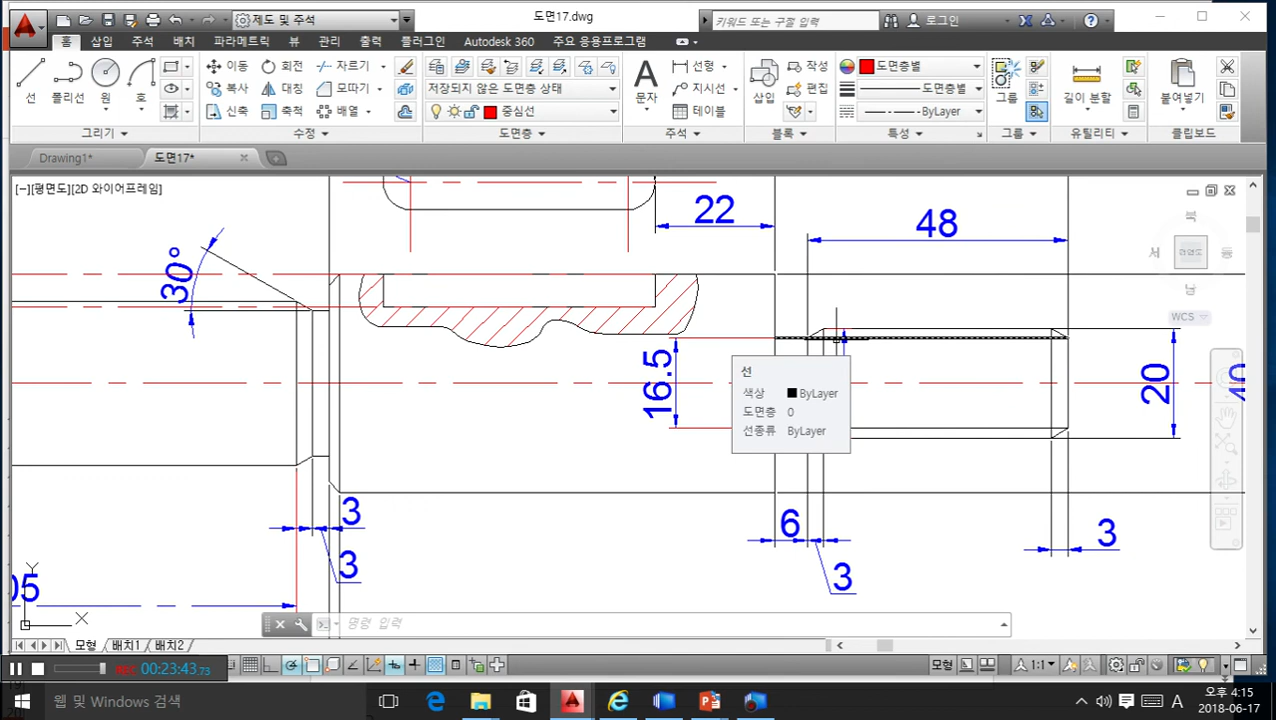 제도 및 주석
도면17.dwg
키워드 또는 구절 입력
로그인
홈 삽입 주석 배치 파라메트릭 뷰 관리 출력 플러그인 Autodesk 360 주요 응용프로그램
이동 회전 자르기
복사 대칭 모따기
신축 축척 배열
선 폴리선 원 호
저장되지 않은 도면층 상태
중심선
문자
선형
지시선
테이블
삽입
작성
편집
도면층별
도면층별
ByLayer
그룹
길이 분할
붙여넣기
그리기 수정 도면층 주석 블록 특성 그룹 유틸리티 클립보드
Drawing1* 도면17*
[−][평면도][2D 와이어프레임]
북
서 동
남
WCS
22
48
30°
16.5
20
선
색상 ByLayer
도면층 0
선종류 ByLayer
3
3
6
3
3
05
Y
X
명령 입력
모형 배치1 배치2
00:23:43.73
모형
1:1
웹 및 Windows 검색
A
오후 4:15
2018-06-17